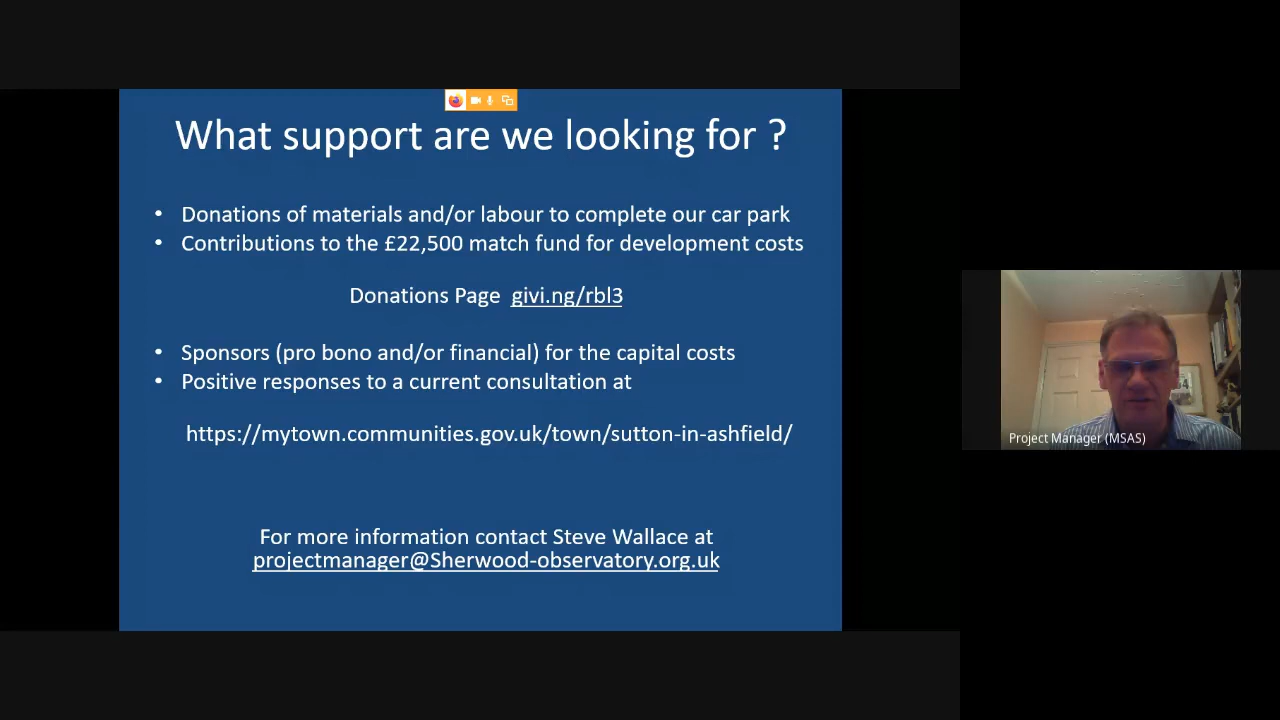 What support are we looking for ?
• Donations of materials and/or labour to complete our car park
• Contributions to the £22,500 match fund for development costs
Donations Page givi.ng/rbl3
• Sponsors (pro bono and/or financial) for the capital costs
• Positive responses to a current consultation at
https://mytown.communities.gov.uk/town/sutton-in-ashfield/
For more information contact Steve Wallace at
projectmanager@Sherwood-observatory.org.uk
Project Manager (MSAS)